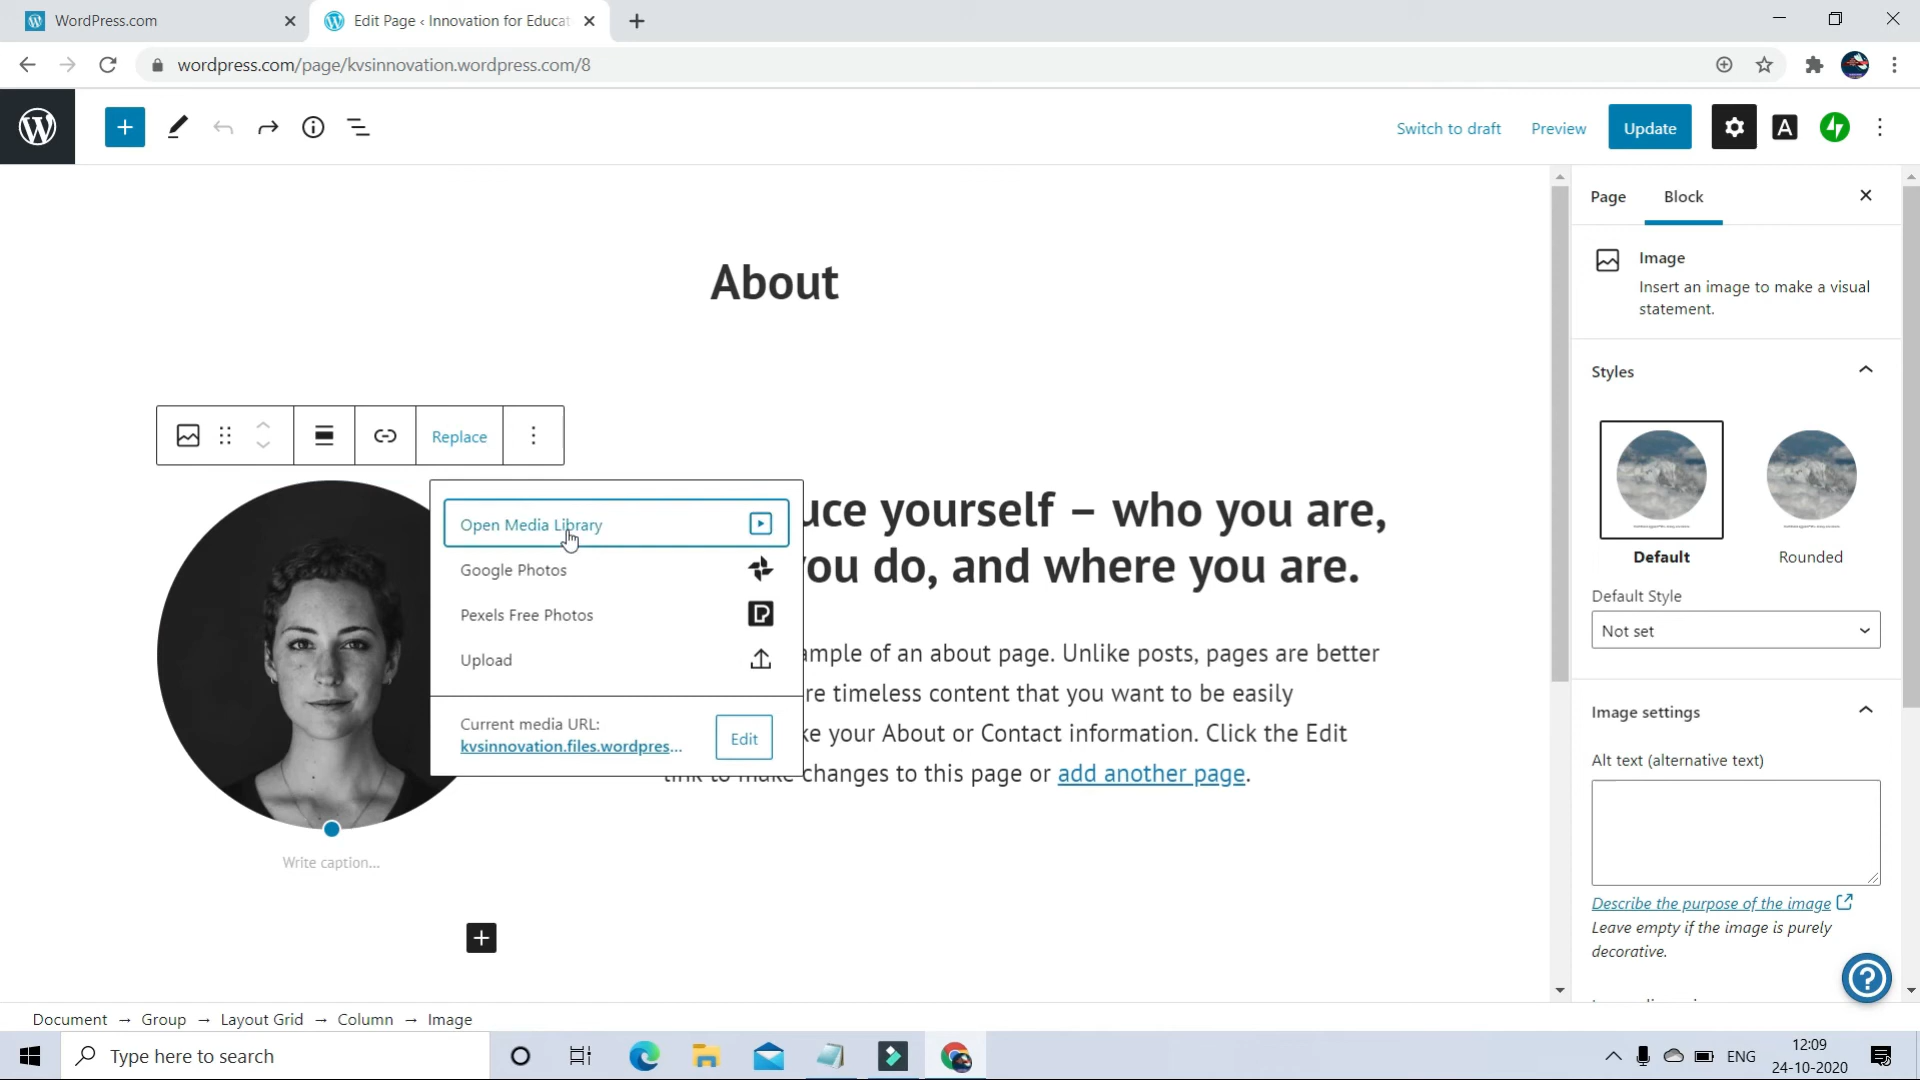 WordPress.com
Edit Page ‹ Innovation for Educat
wordpress.com/page/kvsinnovation.wordpress.com/8
Switch to draft
Preview
Update
A
Page
Block
Image
Insert an image to make a visual
statement.
About
Styles
Replace
Open Media Library
Google Photos
Pexels Free Photos
Upload
Current media URL:
kvsinnovation.files.wordpres...
Edit
uce yourself – who you are,
you do, and where you are.
ample of an about page. Unlike posts, pages are better
re timeless content that you want to be easily
ke your About or Contact information. Click the Edit
link to make changes to this page or add another page.
Default
Rounded
Default Style
Not set
Image settings
Alt text (alternative text)
Describe the purpose of the image
Leave empty if the image is purely
decorative.
Write caption...
Document → Group → Layout Grid → Column → Image
Type here to search
ENG
12:09
24-10-2020